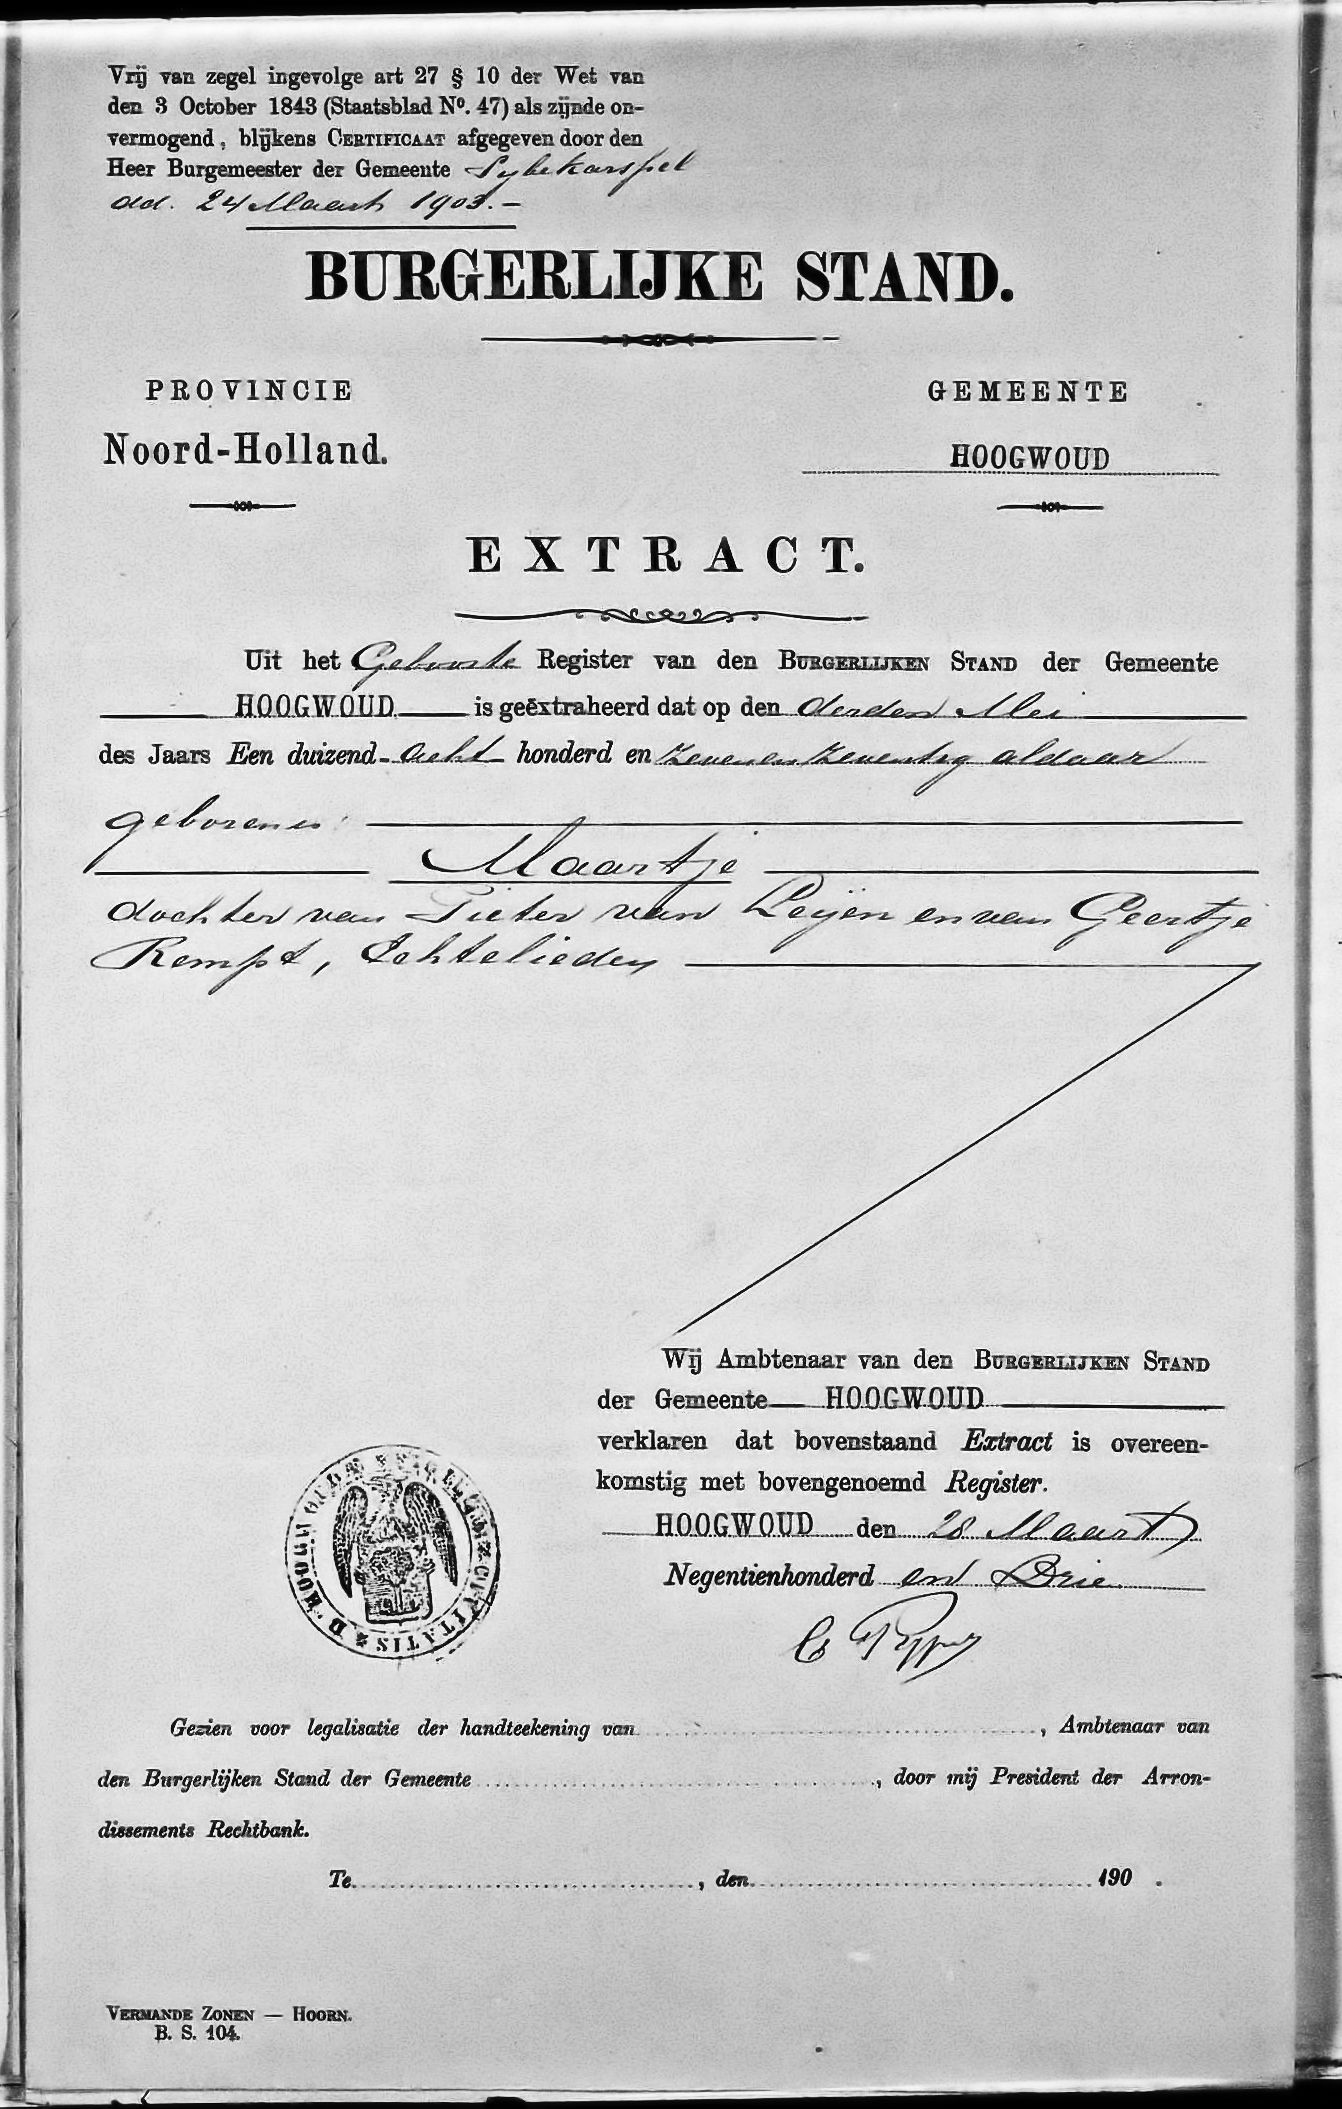 Vrij van zegel ingevolge art 27 § 10 der Wet van
den 3 October 1843 (Staatsblad Nº. 47) als zijnde on-
vermogend, blijkens CERTIFICAAT afgegeven door den
Heer Burgemeester der Gemeente Sybekarspel
dd. 24 Maart 1903.-
BURGERLIJKE STAND.
PROVINCIE
Noord-Holland.
GEMEENTE
HOOGWOUD
EXTRACT.
Uit het Geboorte Register van den BURGERLIJKEN STAND der Gemeente
HOOGWOUD is geëxtraheerd dat op den derden Mei
des Jaars Een duizend acht honderd en zevenenzeventig aldaar
geboren is:
Maartje
dochter van Pieter van Leijen en van Geertje
Rempt, Echtelieden
Wij Ambtenaar van den BURGERLIJKEN STAND
der Gemeente HOOGWOUD
verklaren dat bovenstaand Extract is overeen-
komstig met bovengenoemd Register.
HOOGWOUD den 28 Maart
Negentienhonderd en Drie
Gezien voor legalisatie der handteekening van , Ambtenaar van
den Burgerlijken Stand der Gemeente , door mij President der Arron-
dissements Rechtbank.
Te , den 190 .
VERMANDE ZONEN — HOORN.
B. S. 104.